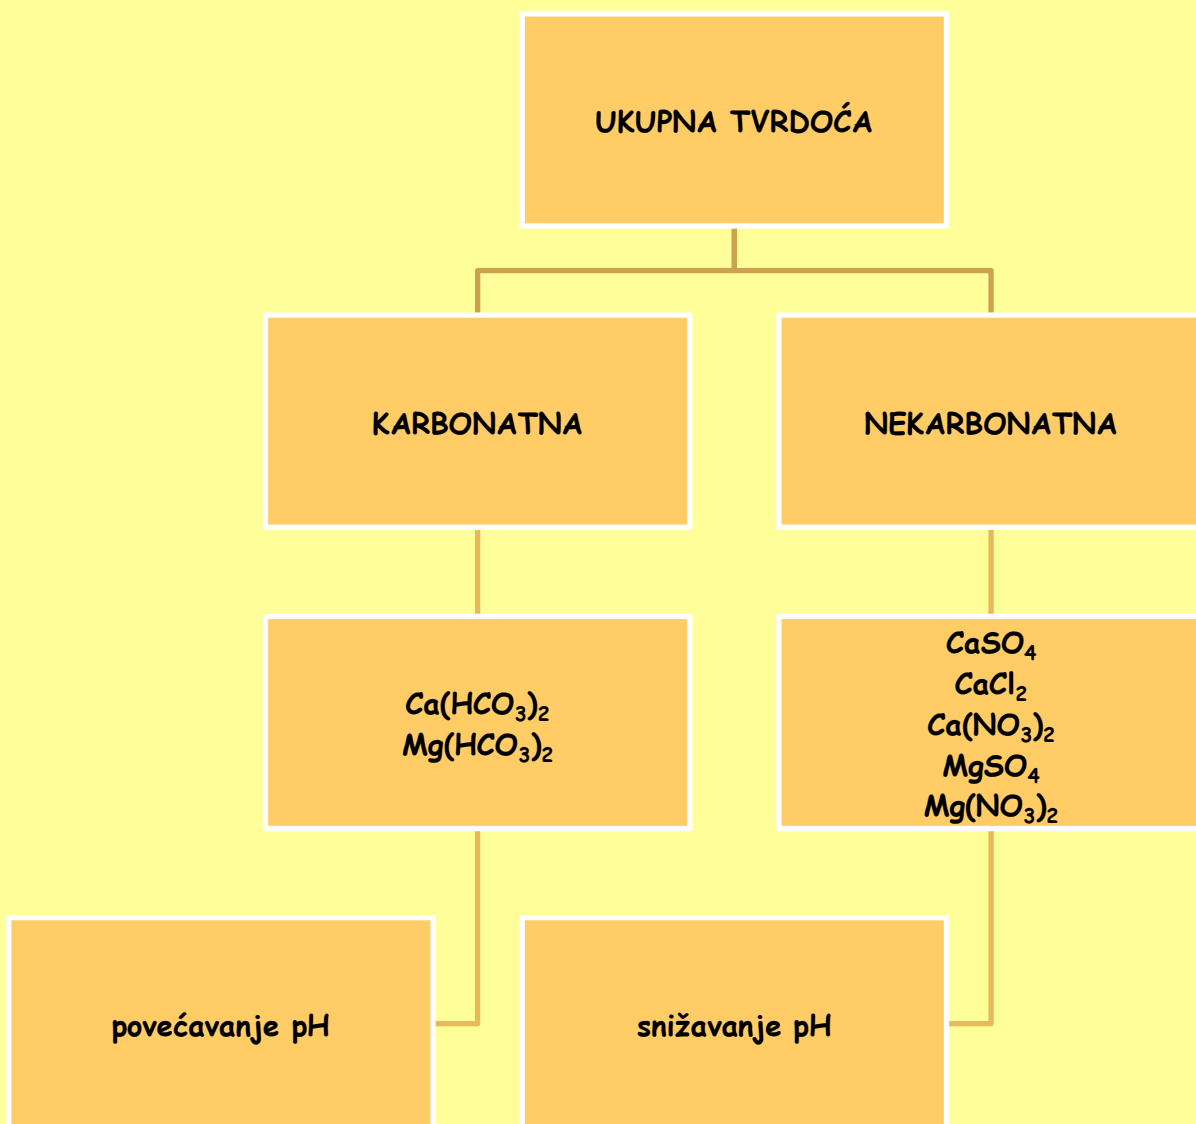 UKUPNA TVRDOĆA
KARBONATNA
NEKARBONATNA
Ca(HCO₃)₂
Mg(HCO₃)₂
CaSO₄
CaCl₂
Ca(NO₃)₂
MgSO₄
Mg(NO₃)₂
povećavanje pH
snižavanje pH